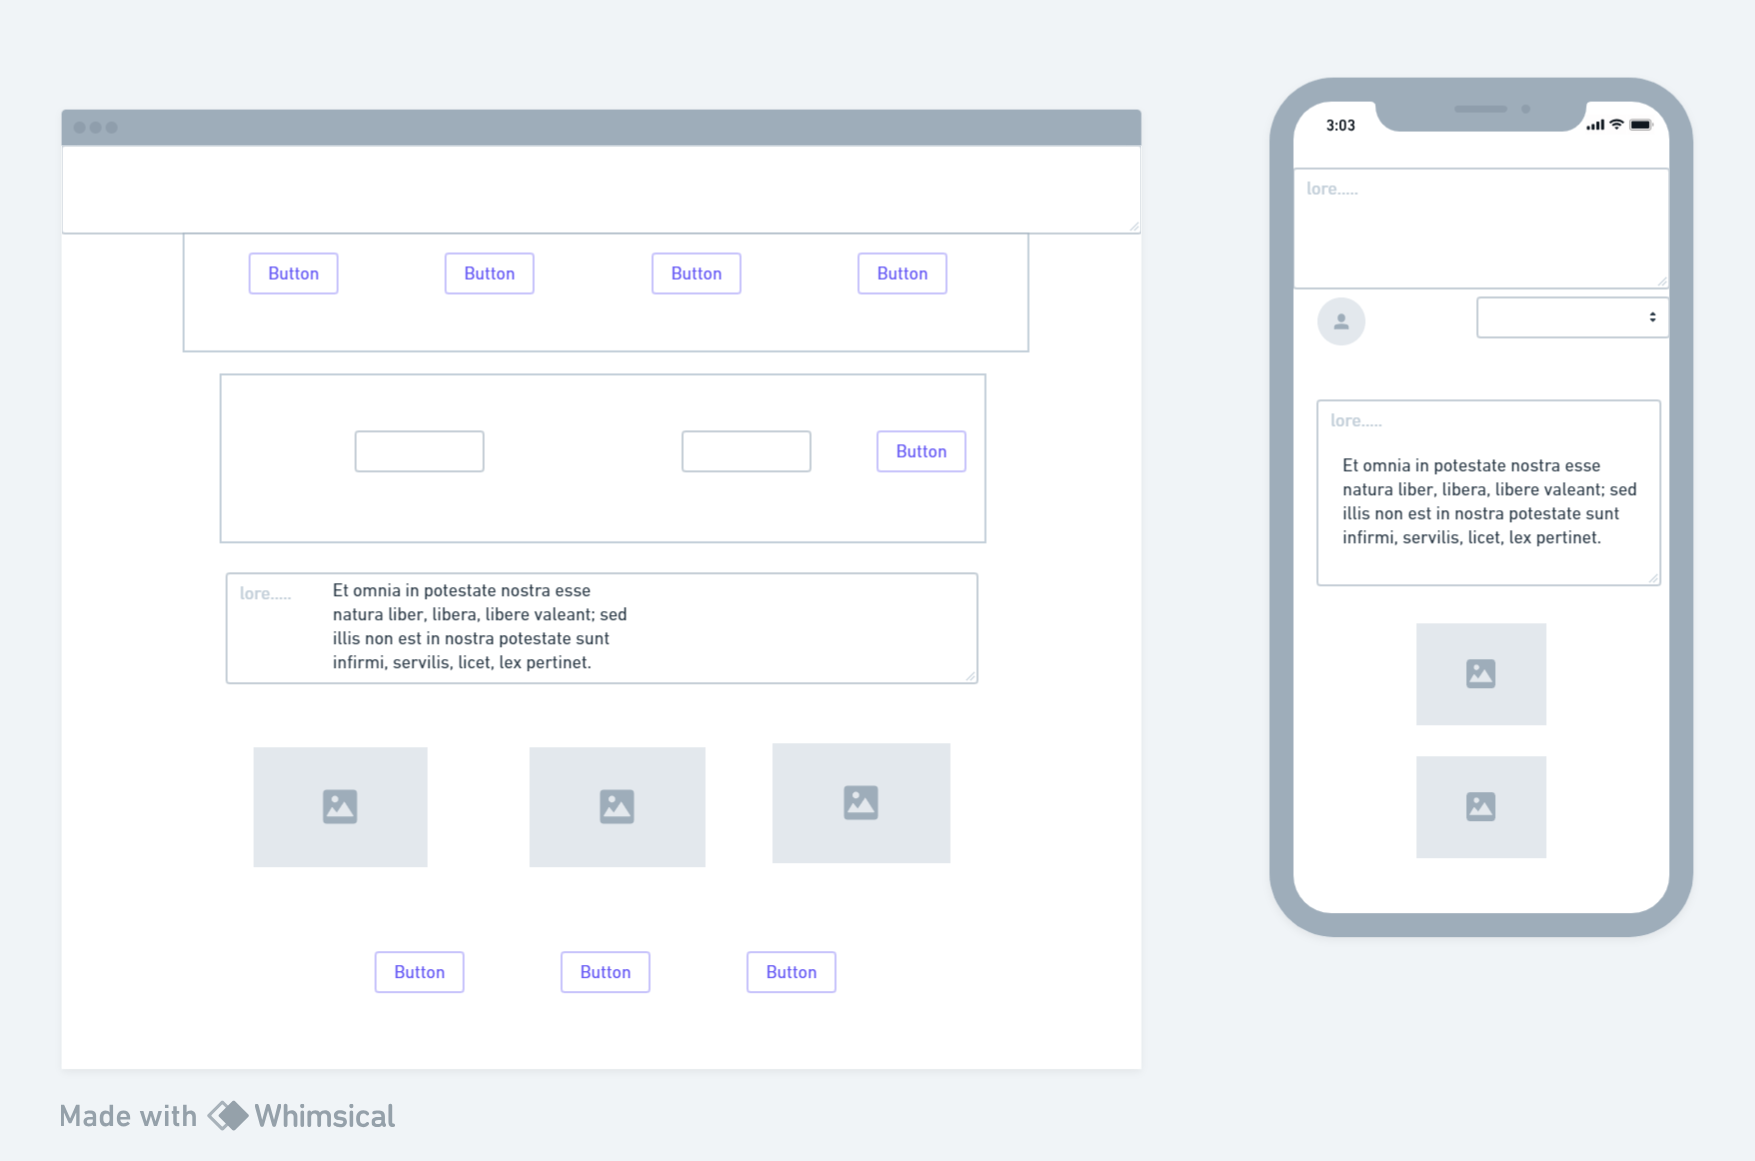 Button Button Button Button
Button
lore.....
Et omnia in potestate nostra esse
natura liber, libera, libere valeant; sed
illis non est in nostra potestate sunt
infirmi, servilis, licet, lex pertinet.
Button Button Button
3:03
lore.....
lore.....
Et omnia in potestate nostra esse
natura liber, libera, libere valeant; sed
illis non est in nostra potestate sunt
infirmi, servilis, licet, lex pertinet.
Made with Whimsical